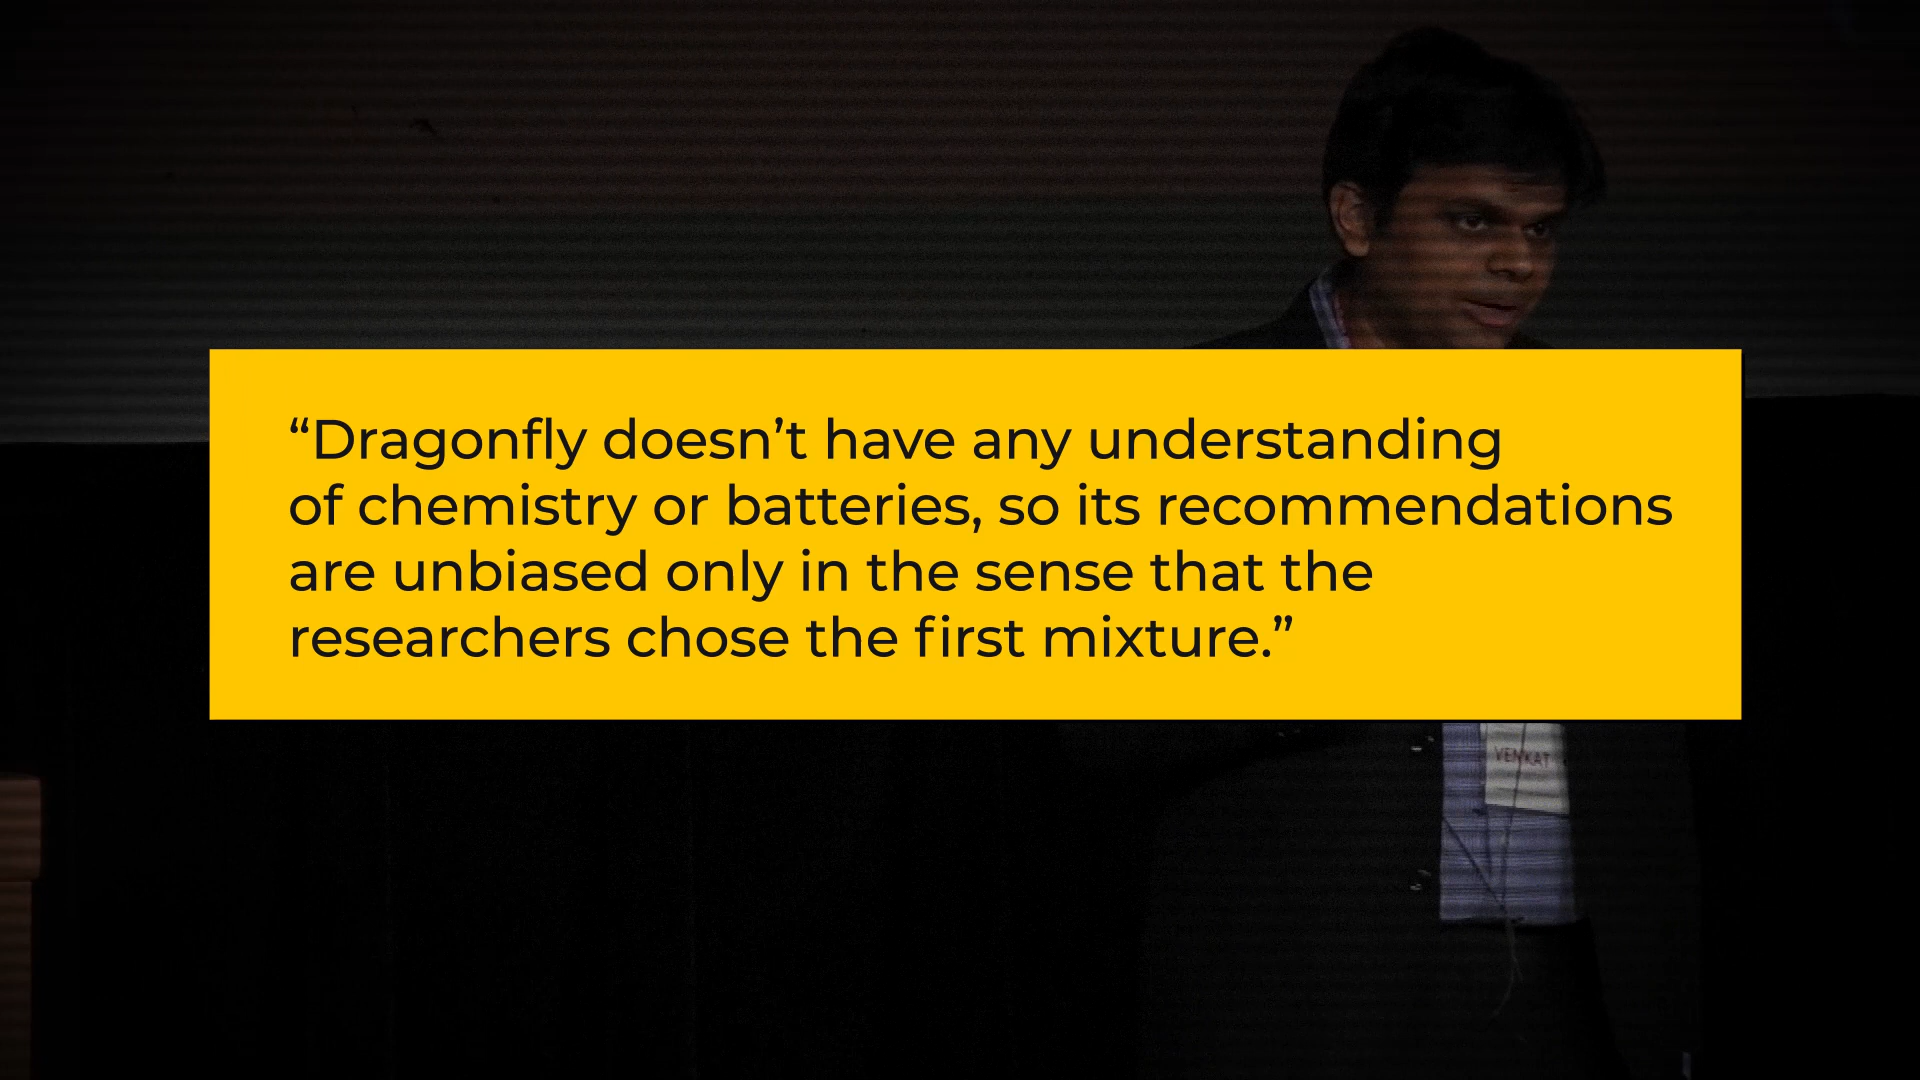 “Dragonfly doesn’t have any understanding
of chemistry or batteries, so its recommendations
are unbiased only in the sense that the
researchers chose the first mixture.”
VENKAT